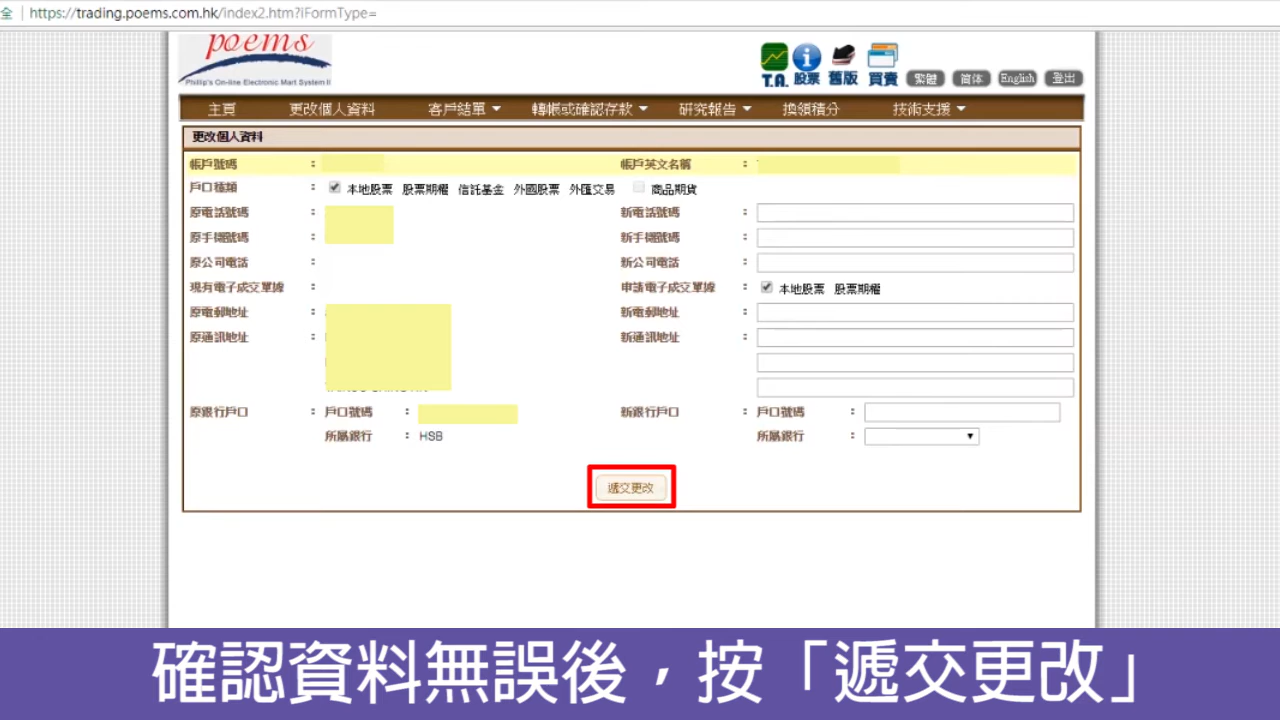 全 https://trading.poems.com.hk/index2.htm?iFormType=
poems
Phillip's On-line Electronic Mart System II
T.A. 股票 舊版 買賣 繁體 简体 English 登出
主頁 更改個人資料 客戶結單 轉帳或確認存款 研究報告 換領積分 技術支援
更改個人資料
帳戶號碼 : 帳戶英文名稱 :
戶口種類 : 本地股票 股票期權 信託基金 外國股票 外匯交易 商品期貨
原電話號碼 : 新電話號碼 :
原手機號碼 : 新手機號碼 :
原公司電話 : 新公司電話 :
現有電子成交單據 : 申請電子成交單據 : 本地股票 股票期權
原電郵地址 : 新電郵地址 :
原通訊地址 : 新通訊地址 :
原銀行戶口 : 戶口號碼 : 新銀行戶口 : 戶口號碼 :
所屬銀行 : HSB 所屬銀行 :
遞交更改
確認資料無誤後，按「遞交更改」